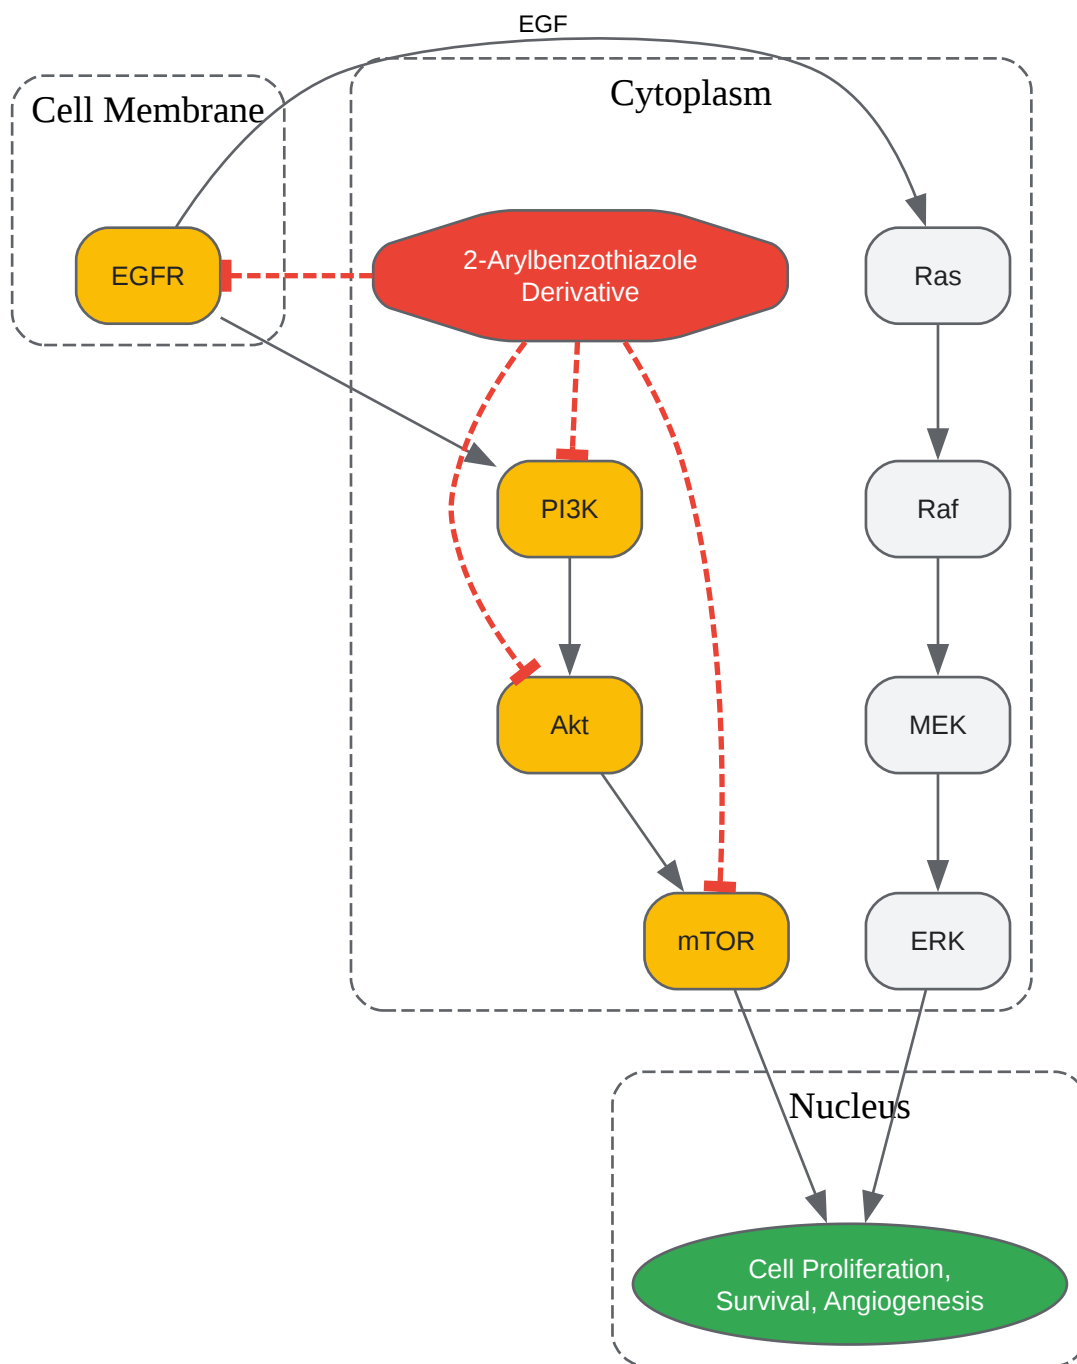 EGF
Cell Membrane
Cytoplasm
EGFR
2-Arylbenzothiazole
Derivative
Ras
PI3K
Raf
Akt
MEK
mTOR
ERK
Nucleus
Cell Proliferation,
Survival, Angiogenesis